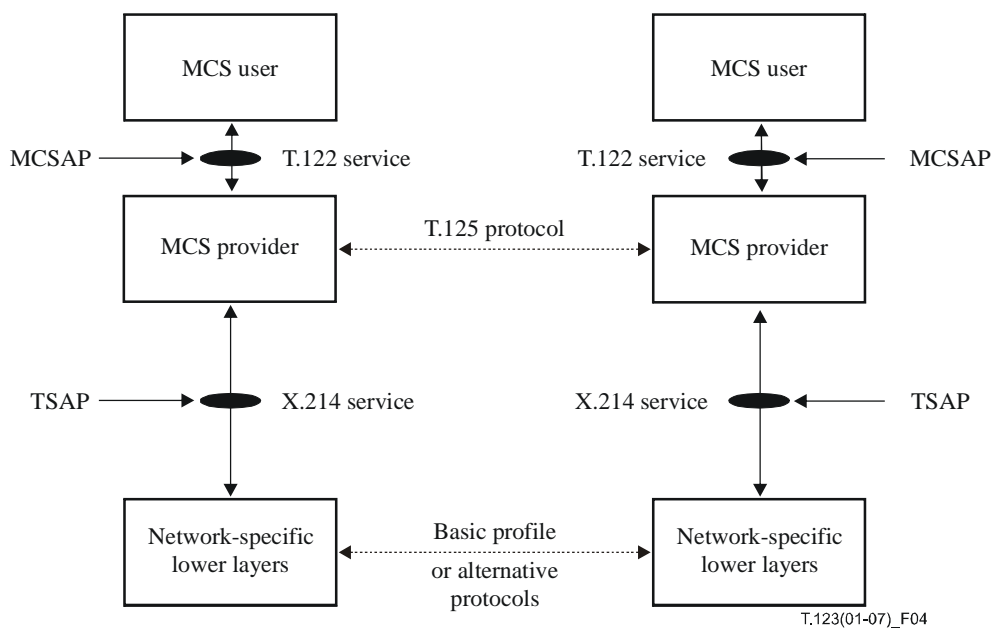 MCS user
MCS user
MCSAP
T.122 service
T.122 service
MCSAP
MCS provider
T.125 protocol
MCS provider
TSAP
X.214 service
X.214 service
TSAP
Network-specific
lower layers
Basic profile
or alternative
protocols
Network-specific
lower layers
T.123(01-07)_F04